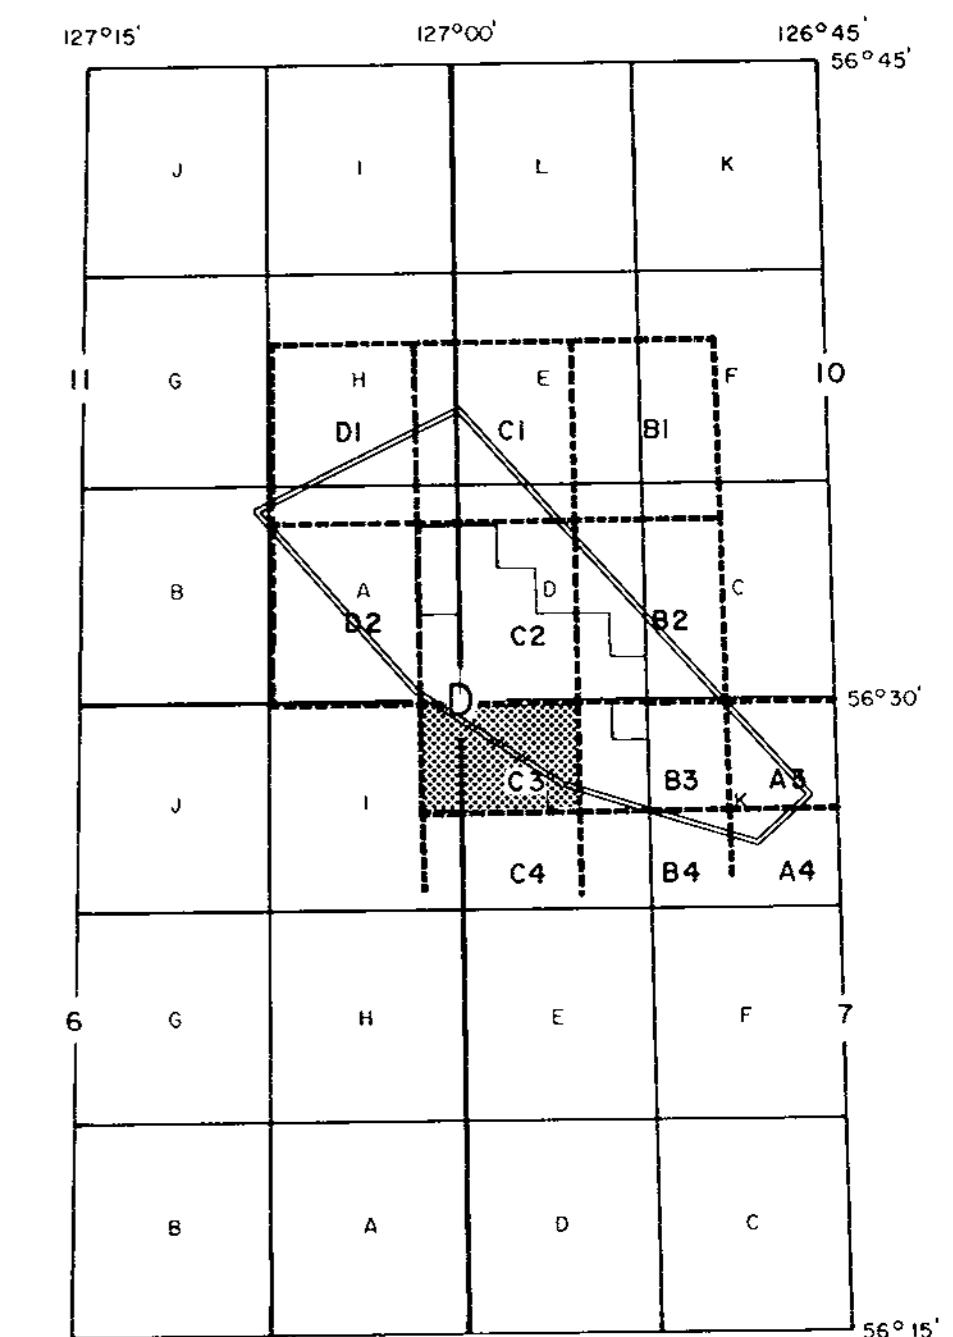 127°15' 127°00' 126°45'
56°45'
J I L K
11 G H E F 10
D1 C1 B1
B A D C
D2 C2 B2
D 56°30'
J I C3 B3 K A3
C4 B4 A4
6 G H E F 7
B A D C
56°15'